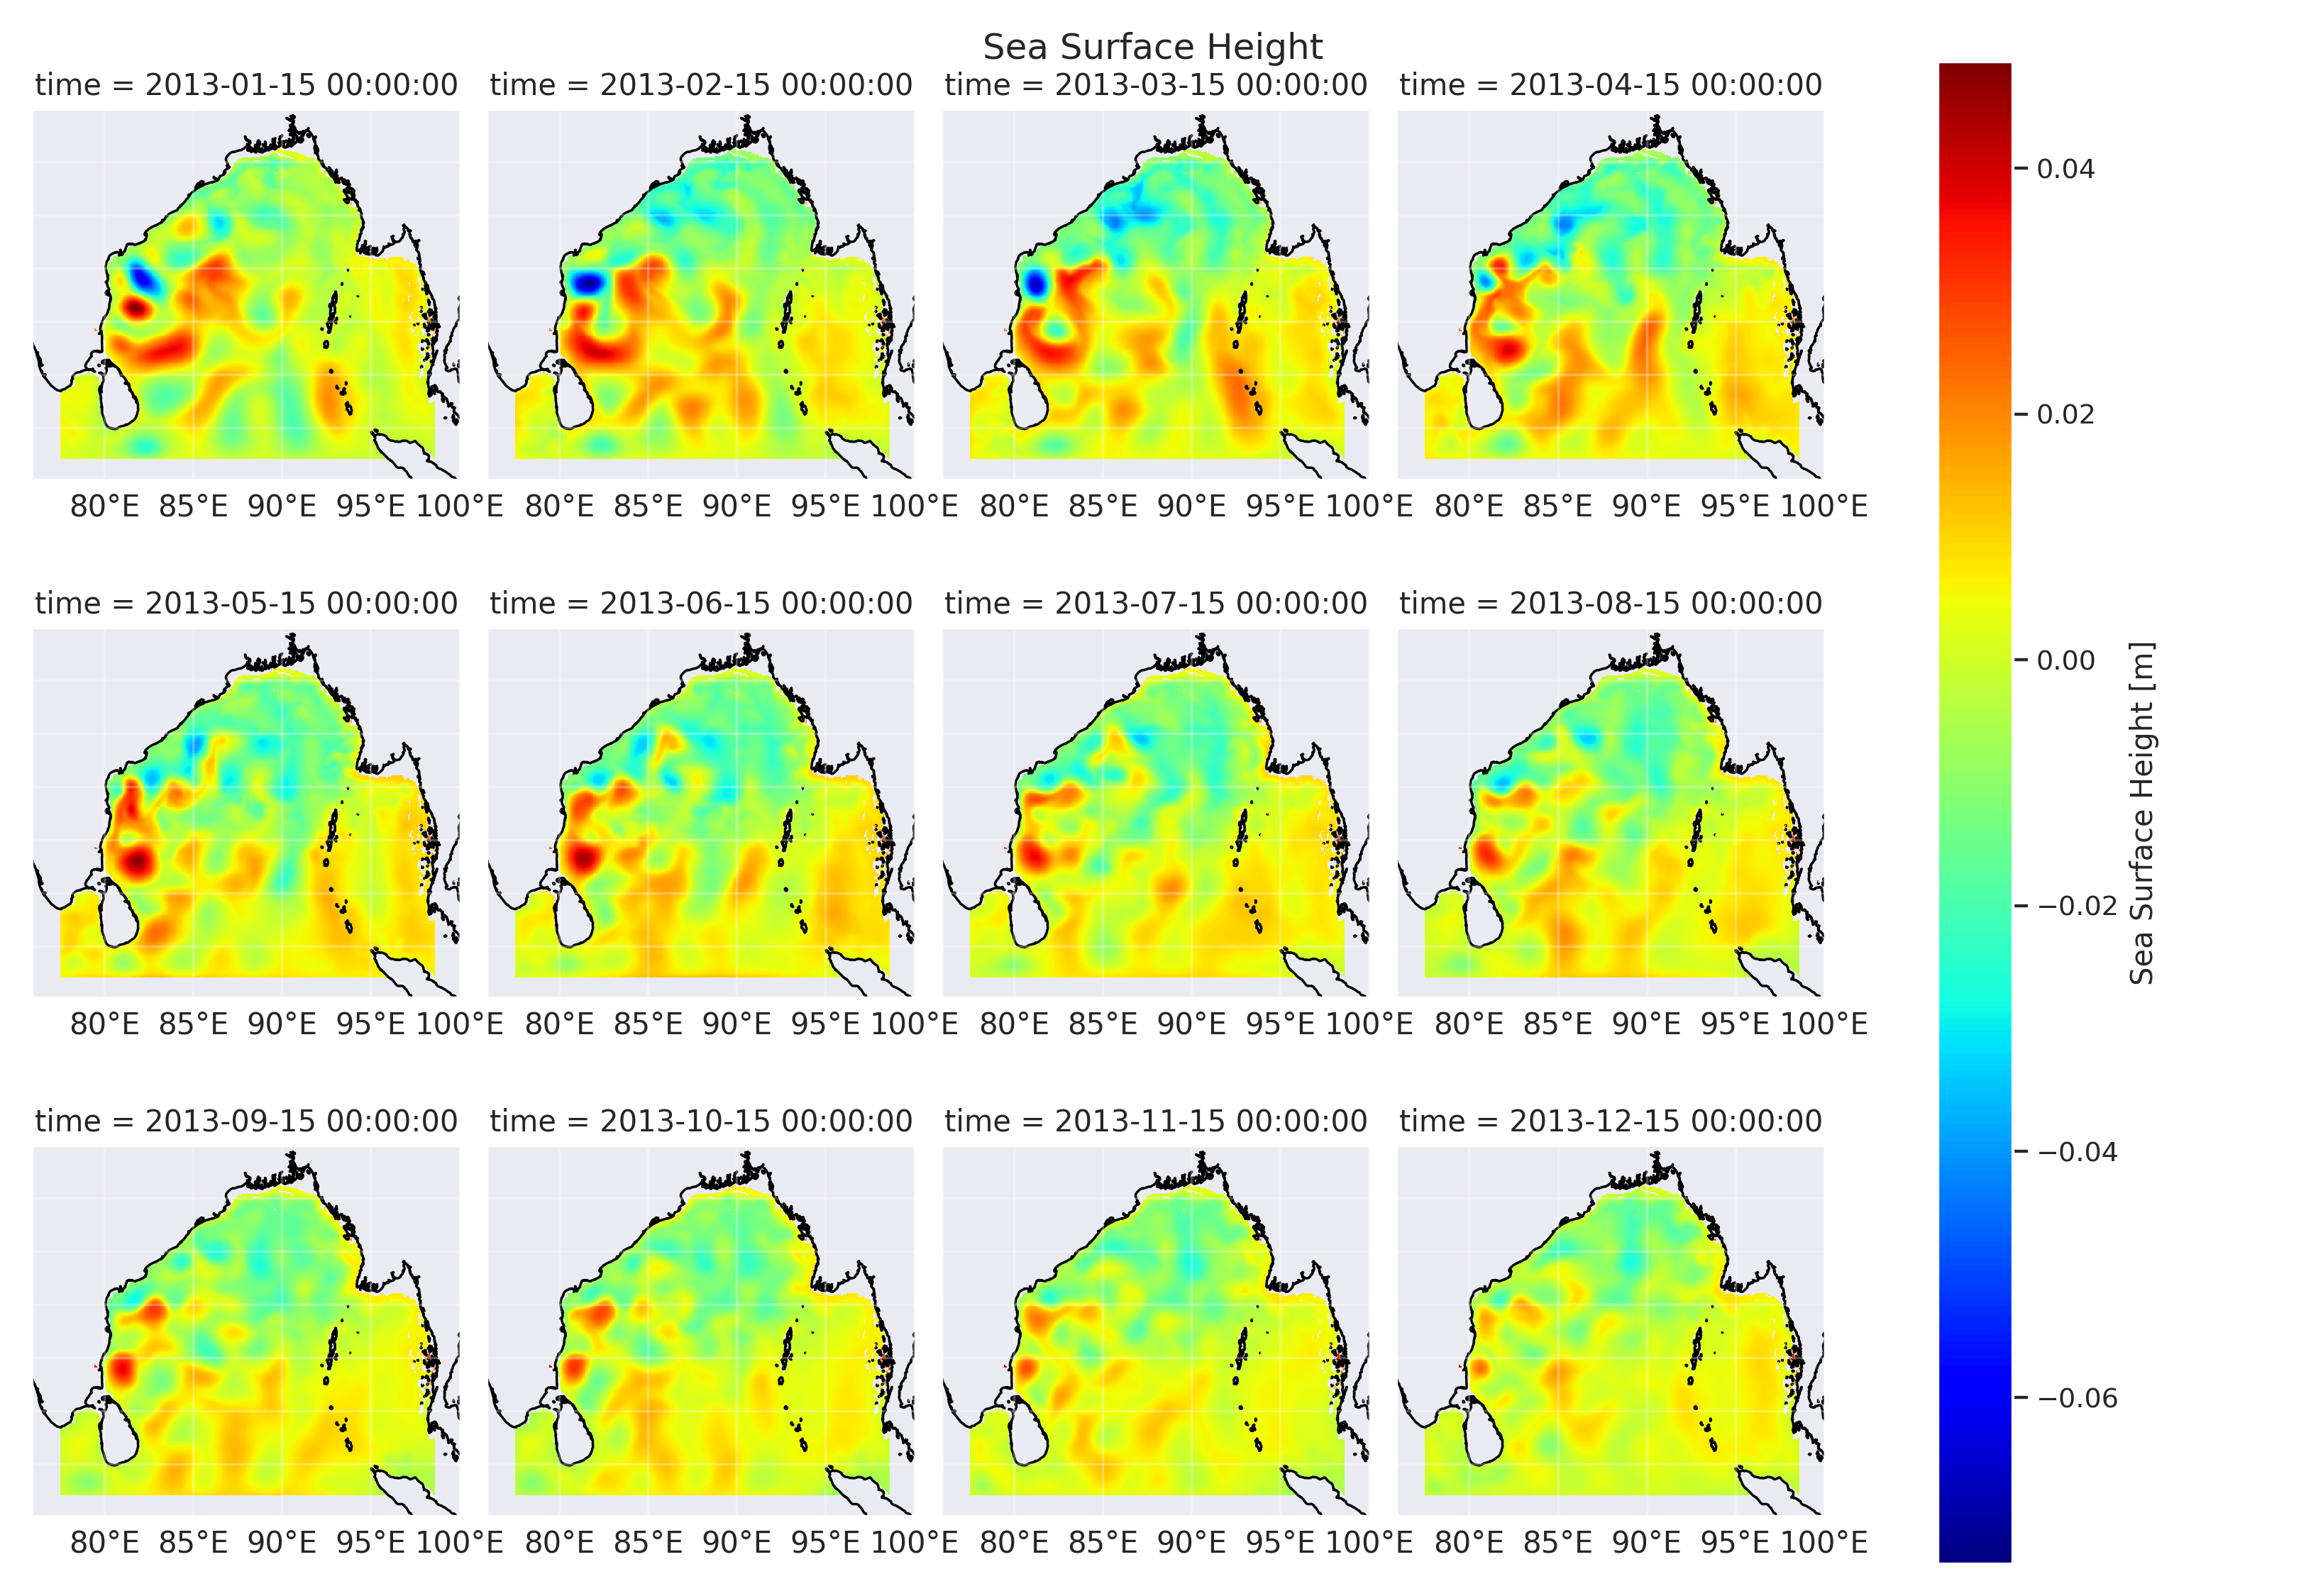 Sea Surface Height
time = 2013-01-15 00:00:00 time = 2013-02-15 00:00:00 time = 2013-03-15 00:00:00 time = 2013-04-15 00:00:00
80°E 85°E 90°E 95°E 100°E 80°E 85°E 90°E 95°E 100°E 80°E 85°E 90°E 95°E 100°E 80°E 85°E 90°E 95°E 100°E
time = 2013-05-15 00:00:00 time = 2013-06-15 00:00:00 time = 2013-07-15 00:00:00 time = 2013-08-15 00:00:00
80°E 85°E 90°E 95°E 100°E 80°E 85°E 90°E 95°E 100°E 80°E 85°E 90°E 95°E 100°E 80°E 85°E 90°E 95°E 100°E
time = 2013-09-15 00:00:00 time = 2013-10-15 00:00:00 time = 2013-11-15 00:00:00 time = 2013-12-15 00:00:00
80°E 85°E 90°E 95°E 100°E 80°E 85°E 90°E 95°E 100°E 80°E 85°E 90°E 95°E 100°E 80°E 85°E 90°E 95°E 100°E
0.04
0.02
0.00
−0.02
−0.04
−0.06
Sea Surface Height [m]